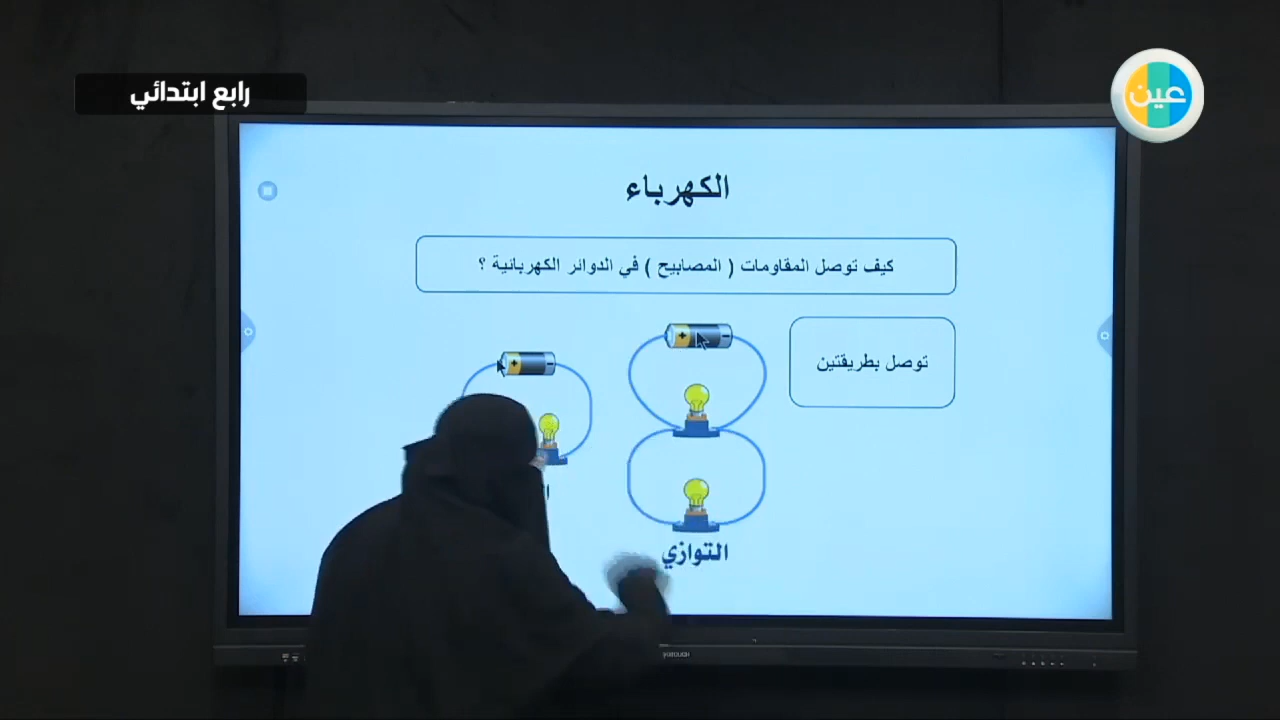 رابع ابتدائي
عين
الكهرباء
كيف توصل المقاومات ( المصابيح ) في الدوائر الكهربائية ؟
توصل بطريقتين
التوازي